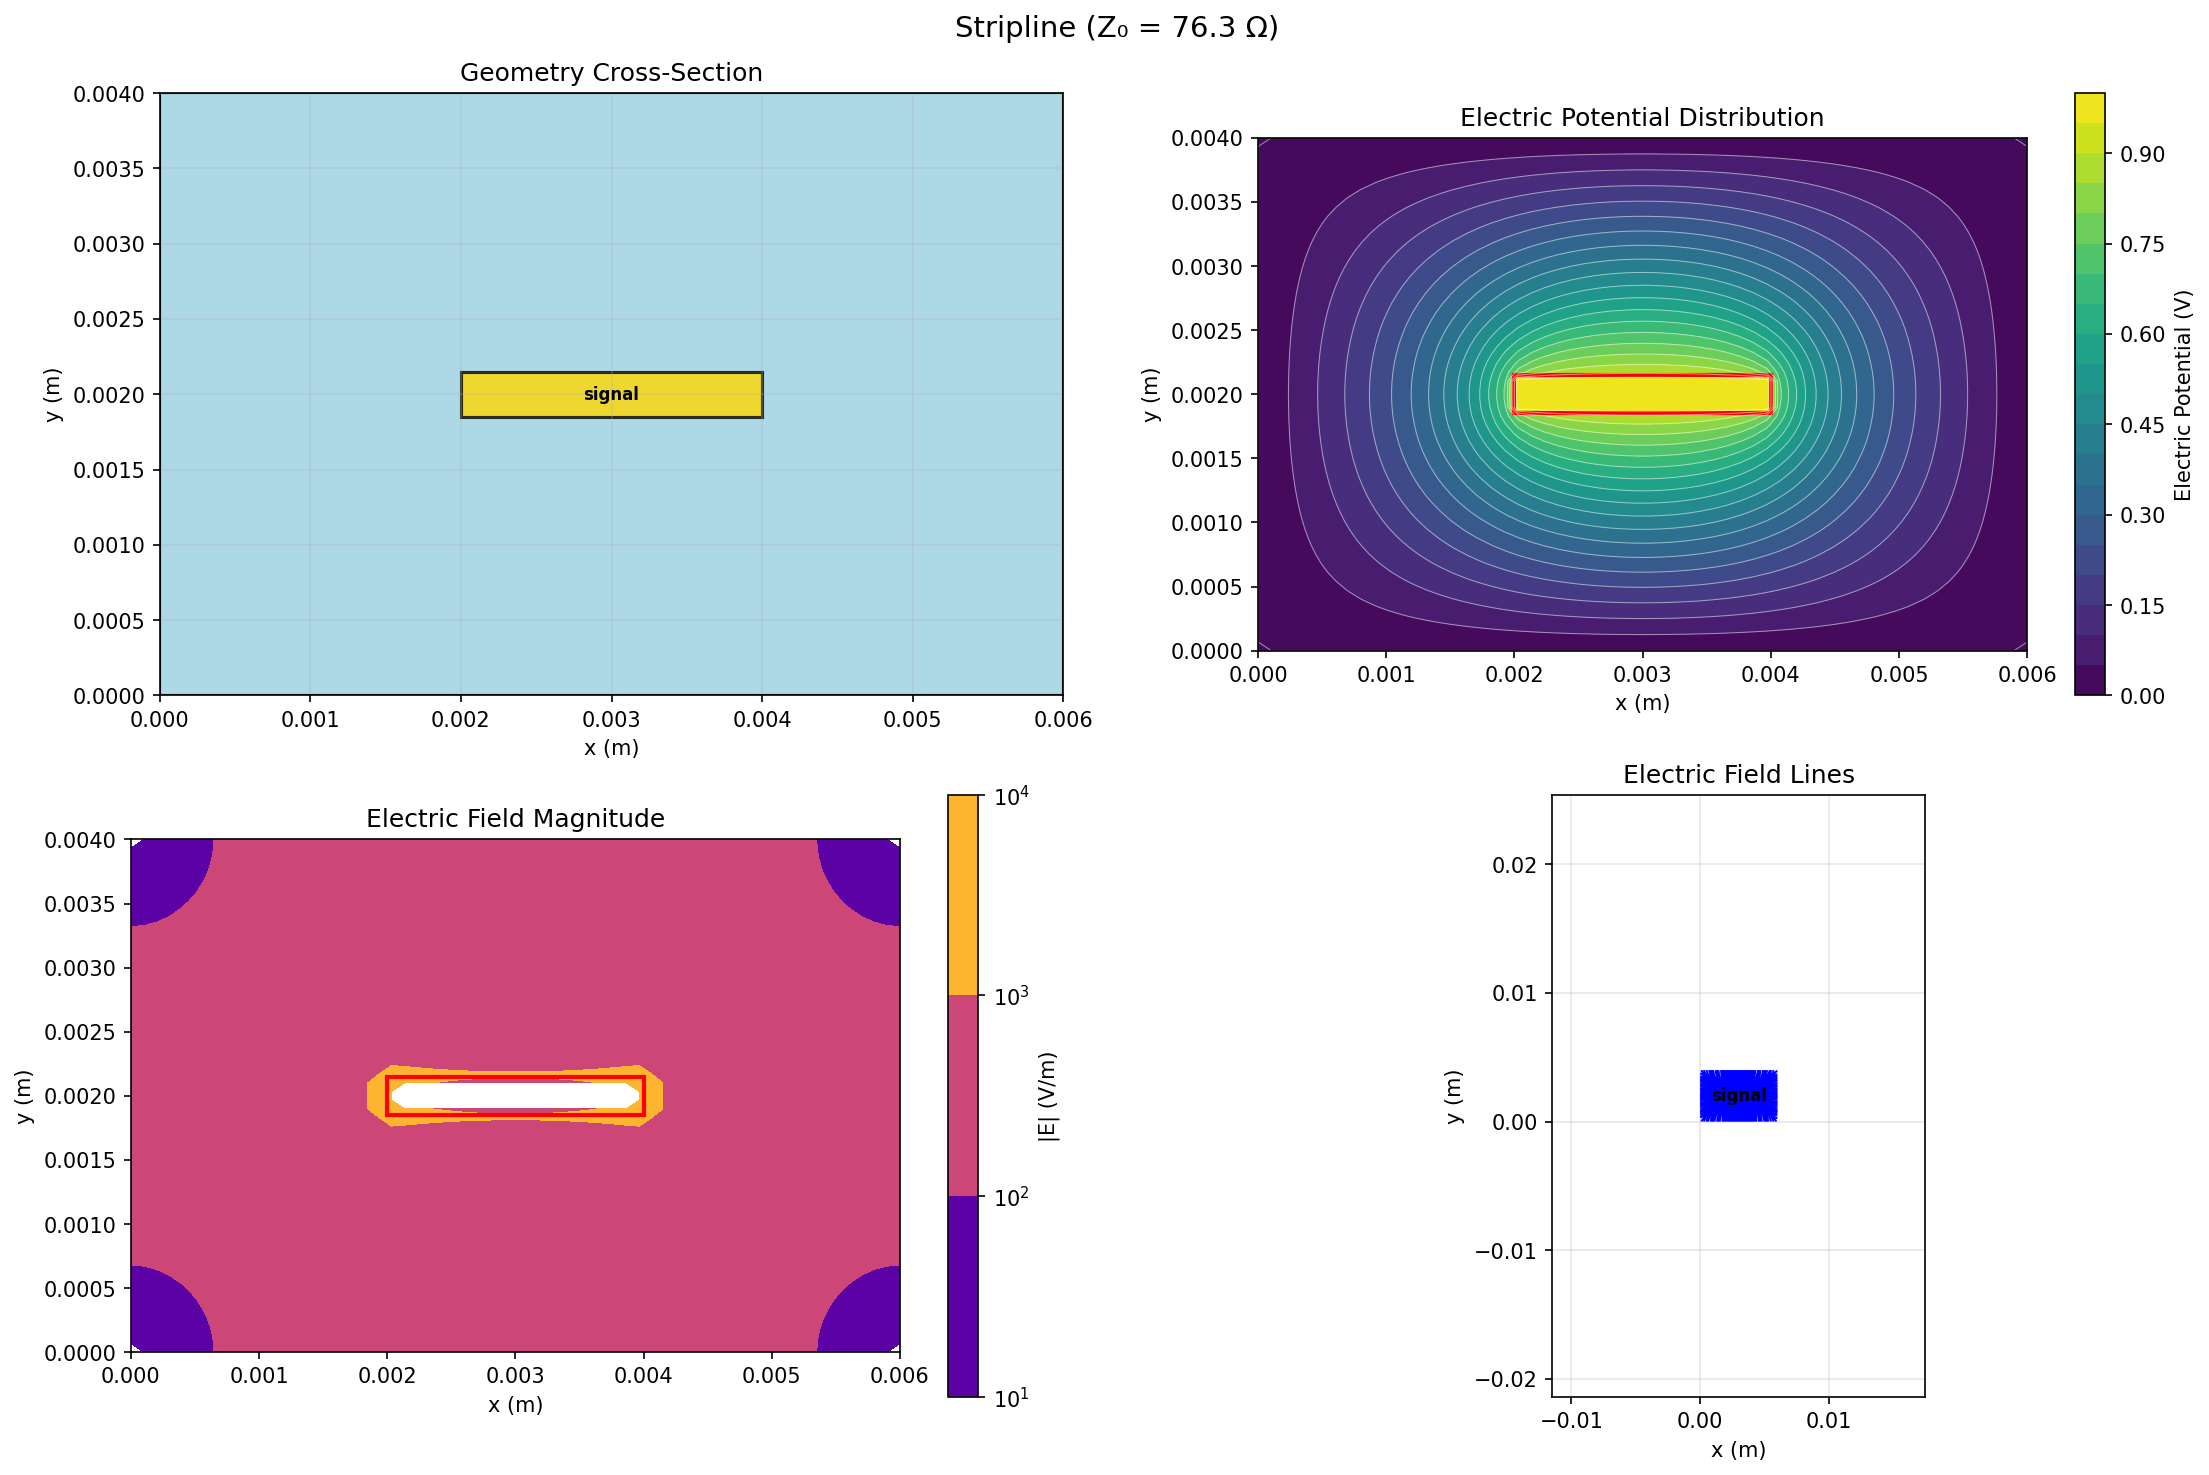 Stripline (Z₀ = 76.3 Ω)
Geometry Cross-Section
0.0040
0.0035
0.0030
0.0025
0.0020
0.0015
0.0010
0.0005
0.0000
y (m)
signal
0.000 0.001 0.002 0.003 0.004 0.005 0.006
x (m)
Electric Potential Distribution
0.0040
0.0035
0.0030
0.0025
0.0020
0.0015
0.0010
0.0005
0.0000
y (m)
0.000 0.001 0.002 0.003 0.004 0.005 0.006
x (m)
0.90
0.75
0.60
0.45
0.30
0.15
0.00
Electric Potential (V)
Electric Field Magnitude
0.0040
0.0035
0.0030
0.0025
0.0020
0.0015
0.0010
0.0005
0.0000
y (m)
0.000 0.001 0.002 0.003 0.004 0.005 0.006
x (m)
10⁴
10³
10²
10¹
|E| (V/m)
Electric Field Lines
0.02
0.01
0.00
−0.01
−0.02
y (m)
signal
−0.01 0.00 0.01
x (m)